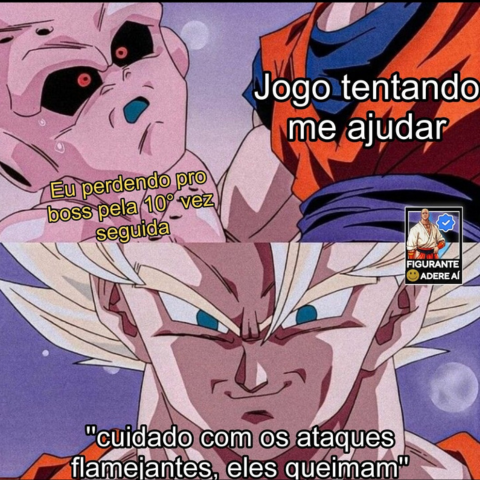 Jogo tentando
me ajudar
Eu perdendo pro
boss pela 10° vez
seguida
FIGURANTE
ADERE AÍ
"cuidado com os ataques
flamejantes, eles queimam"